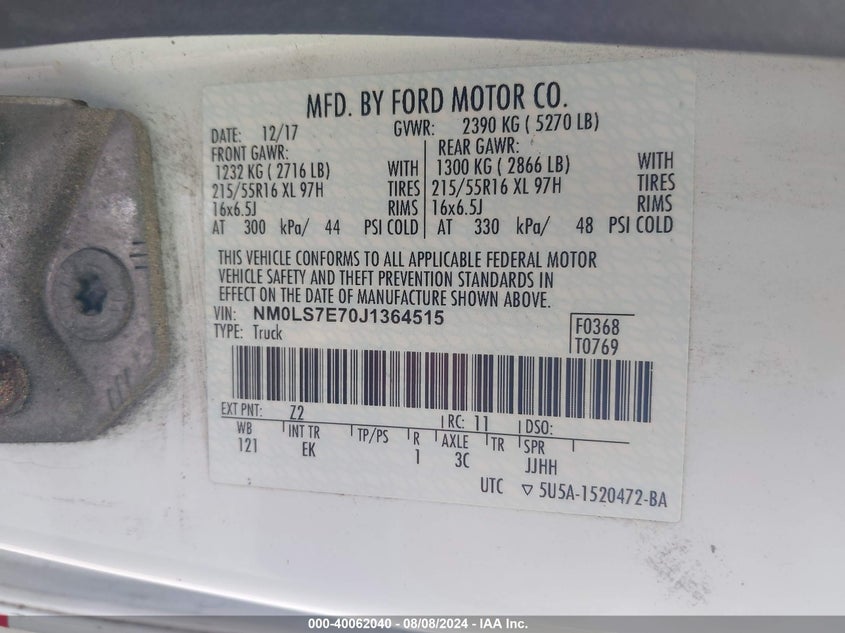 MFD. BY FORD MOTOR CO.
DATE: 12/17 GVWR: 2390 KG ( 5270 LB)
FRONT GAWR: REAR GAWR:
1232 KG ( 2716 LB) WITH 1300 KG ( 2866 LB) WITH
215/55R16 XL 97H TIRES 215/55R16 XL 97H TIRES
16x6.5J RIMS 16x6.5J RIMS
AT 300 kPa/ 44 PSI COLD AT 330 kPa/ 48 PSI COLD
THIS VEHICLE CONFORMS TO ALL APPLICABLE FEDERAL MOTOR
VEHICLE SAFETY AND THEFT PREVENTION STANDARDS IN
EFFECT ON THE DATE OF MANUFACTURE SHOWN ABOVE.
VIN: NM0LS7E70J1364515 F0368
TYPE: Truck T0769
EXT PNT: Z2 RC: 11 DSO:
WB INT TR TP/PS R AXLE TR SPR
121 EK 1 3C JJHH
UTC ▽ 5U5A-1520472-BA
000-40062040 - 08/08/2024 - IAA Inc.